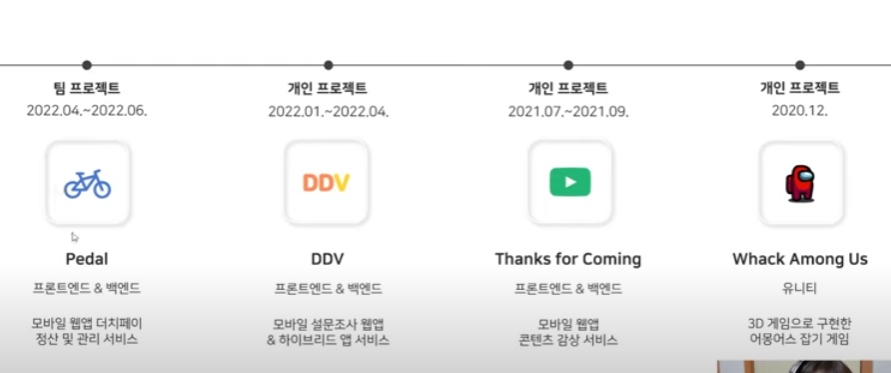 팀 프로젝트
2022.04.~2022.06.
Pedal
프론트엔드 & 백엔드
모바일 웹앱 더치페이
정산 및 관리 서비스
개인 프로젝트
2022.01.~2022.04.
DDV
DDV
프론트엔드 & 백엔드
모바일 설문조사 웹앱
& 하이브리드 앱 서비스
개인 프로젝트
2021.07.~2021.09.
Thanks for Coming
프론트엔드 & 백엔드
모바일 웹앱
콘텐츠 감상 서비스
개인 프로젝트
2020.12.
Whack Among Us
유니티
3D 게임으로 구현한
어몽어스 잡기 게임